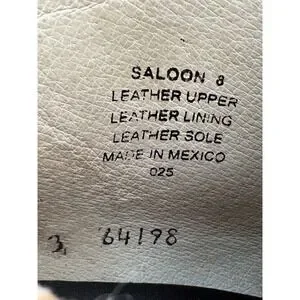 SALOON 8
LEATHER UPPER
LEATHER LINING
LEATHER SOLE
MADE IN MEXICO
025
3 64198